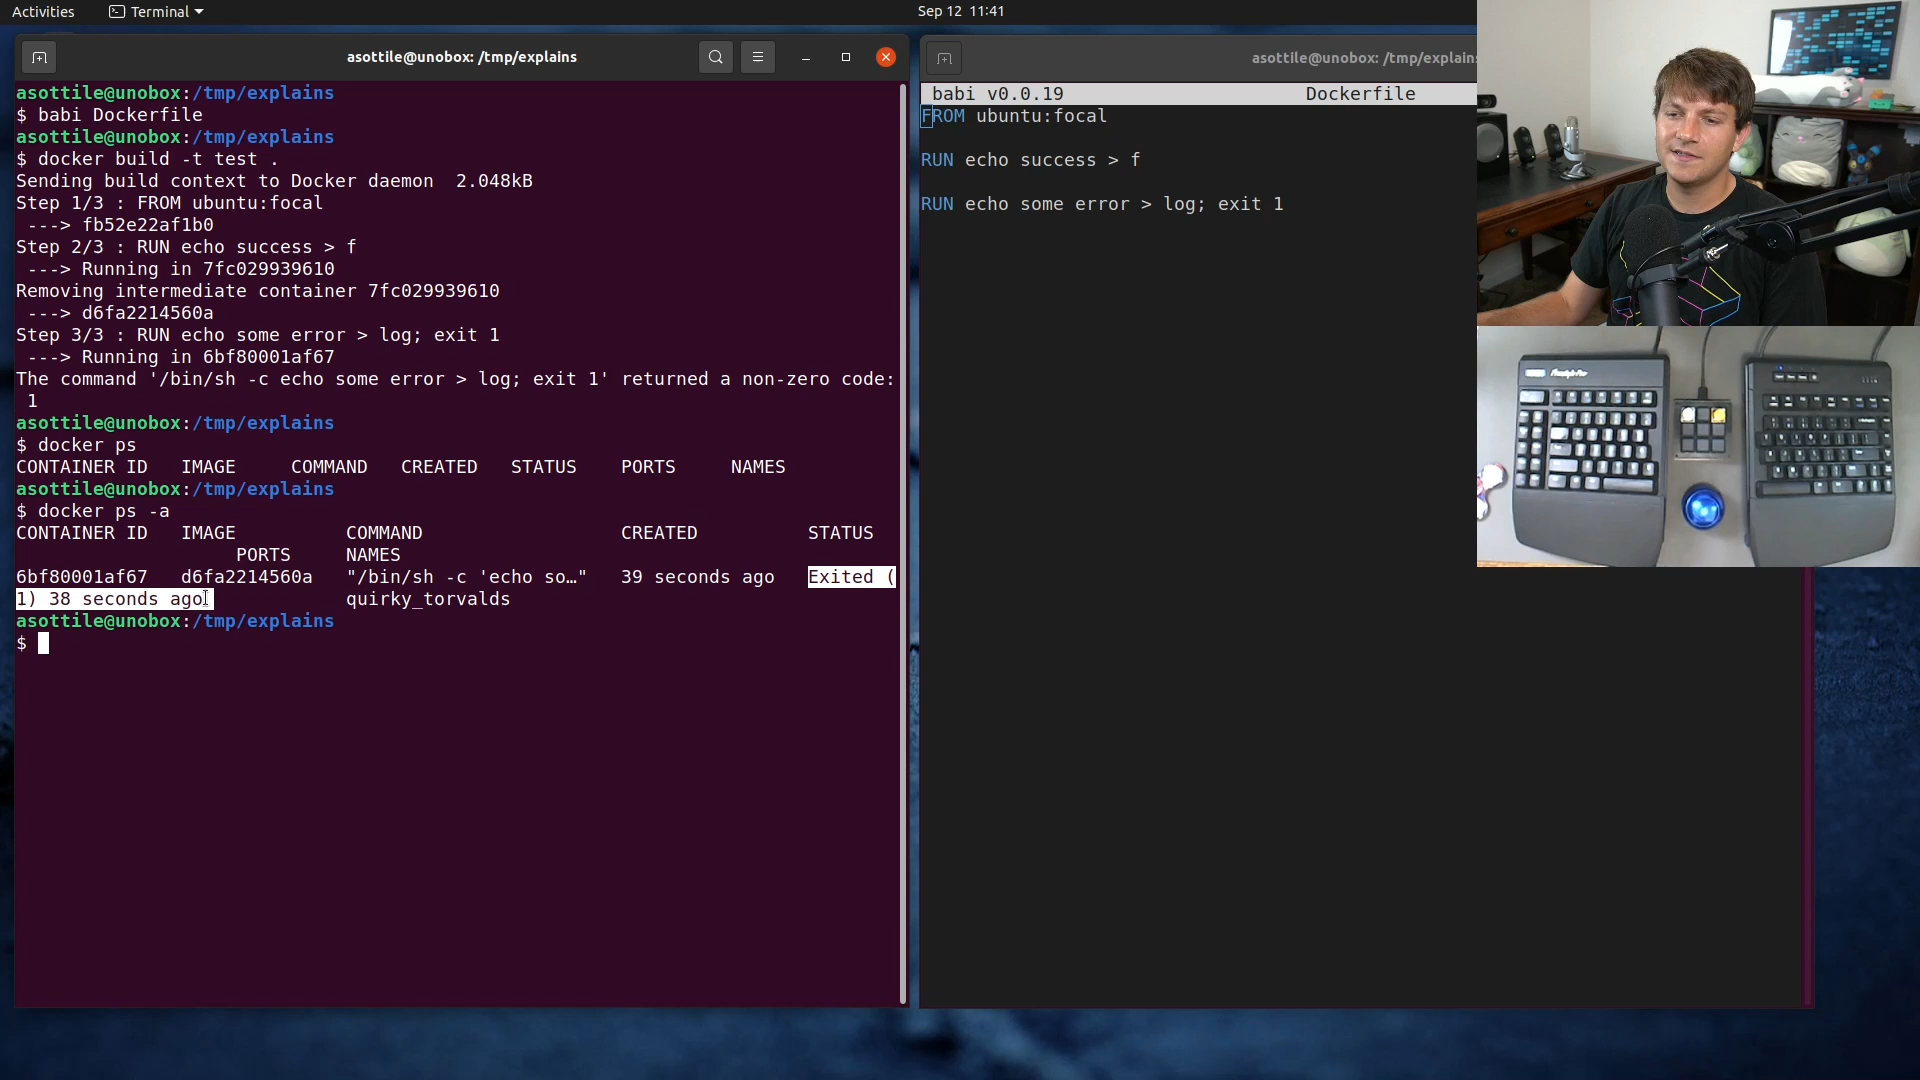 Activities
Terminal
Sep 12 11:41
asottile@unobox: /tmp/explains
asottile@unobox:/tmp/explains
$ babi Dockerfile
asottile@unobox:/tmp/explains
$ docker build -t test .
Sending build context to Docker daemon  2.048kB
Step 1/3 : FROM ubuntu:focal
 ---> fb52e22af1b0
Step 2/3 : RUN echo success > f
 ---> Running in 7fc029939610
Removing intermediate container 7fc029939610
 ---> d6fa2214560a
Step 3/3 : RUN echo some error > log; exit 1
 ---> Running in 6bf80001af67
The command '/bin/sh -c echo some error > log; exit 1' returned a non-zero code:
 1
asottile@unobox:/tmp/explains
$ docker ps
CONTAINER ID   IMAGE     COMMAND   CREATED   STATUS    PORTS     NAMES
asottile@unobox:/tmp/explains
$ docker ps -a
CONTAINER ID   IMAGE          COMMAND                  CREATED          STATUS
                    PORTS     NAMES
6bf80001af67   d6fa2214560a   "/bin/sh -c 'echo so…"   39 seconds ago   Exited (
1) 38 seconds ago             quirky_torvalds
asottile@unobox:/tmp/explains
$
asottile@unobox: /tmp/explains
babi v0.0.19 Dockerfile
FROM ubuntu:focal
RUN echo success > f
RUN echo some error > log; exit 1